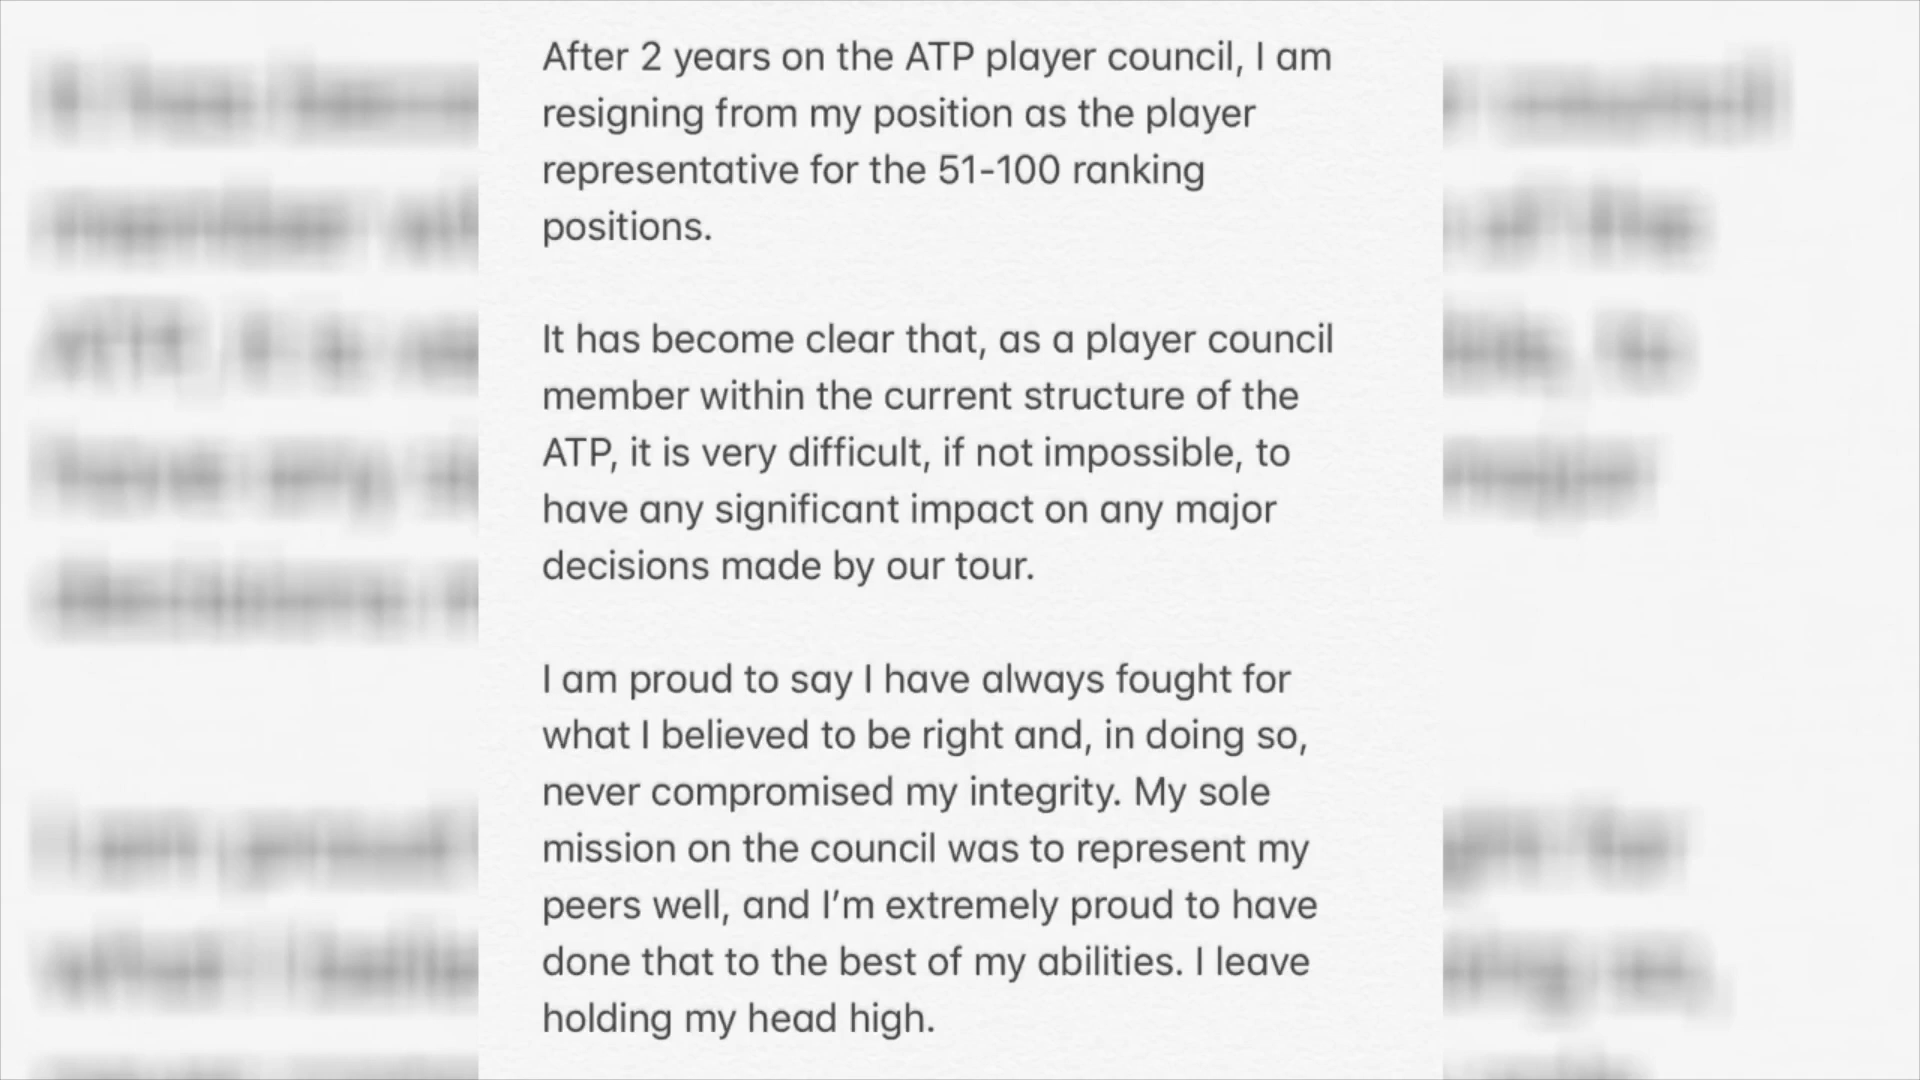 After 2 years on the ATP player council, I am
resigning from my position as the player
representative for the 51-100 ranking
positions.
It has become clear that, as a player council
member within the current structure of the
ATP, it is very difficult, if not impossible, to
have any significant impact on any major
decisions made by our tour.
I am proud to say I have always fought for
what I believed to be right and, in doing so,
never compromised my integrity. My sole
mission on the council was to represent my
peers well, and I’m extremely proud to have
done that to the best of my abilities. I leave
holding my head high.